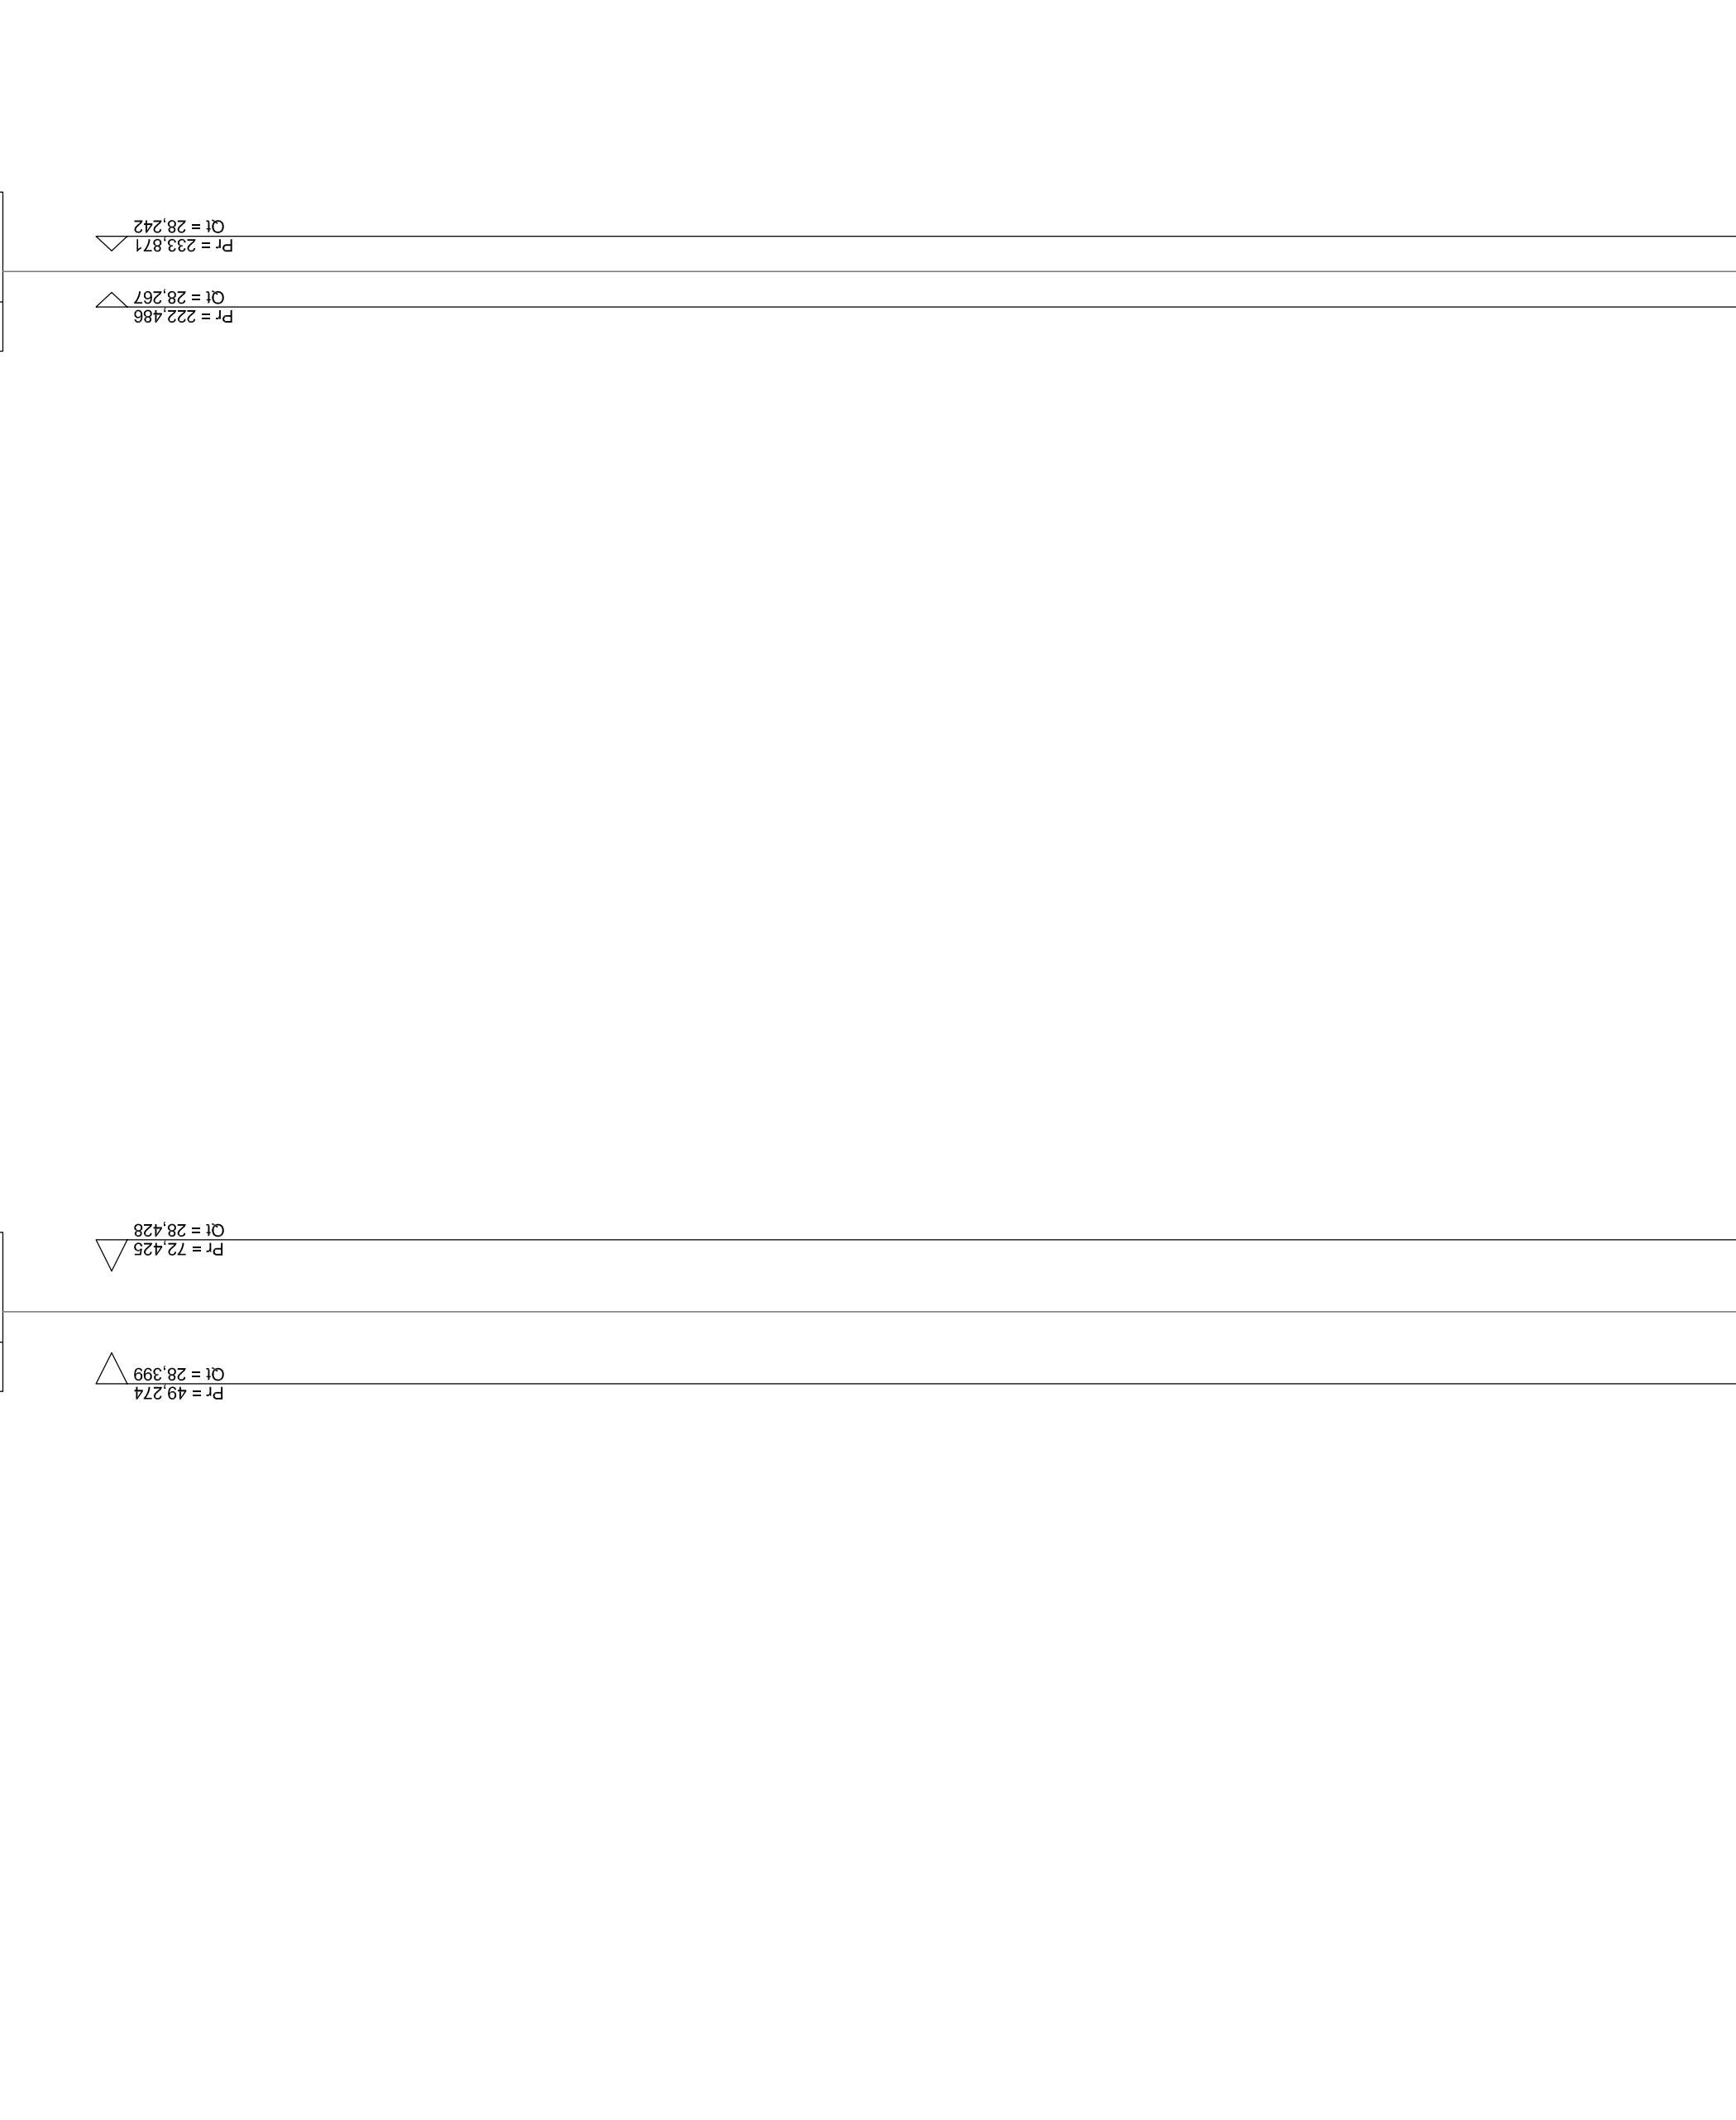 Pr = 49,274
Qt = 28,399
Pr = 72,425
Qt = 28,428
Pr = 222,486
Qt = 28,267
Pr = 233,871
Qt = 28,242